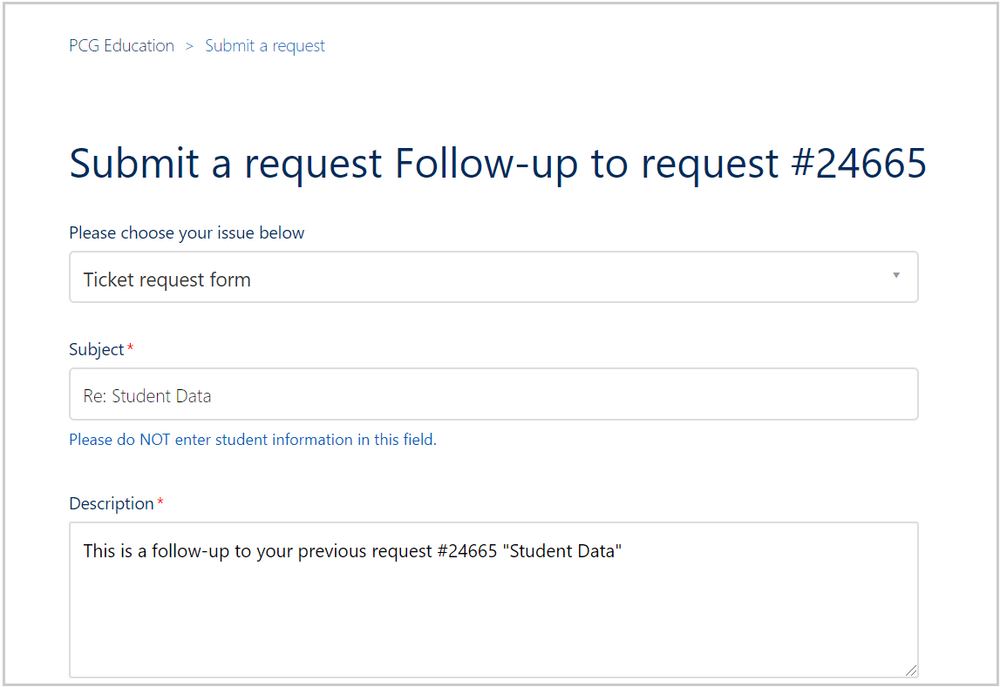 PCG Education > Submit a request
Submit a request Follow-up to request #24665
Please choose your issue below
Ticket request form
Subject*
Re: Student Data
Please do NOT enter student information in this field.
Description*
This is a follow-up to your previous request #24665 "Student Data"